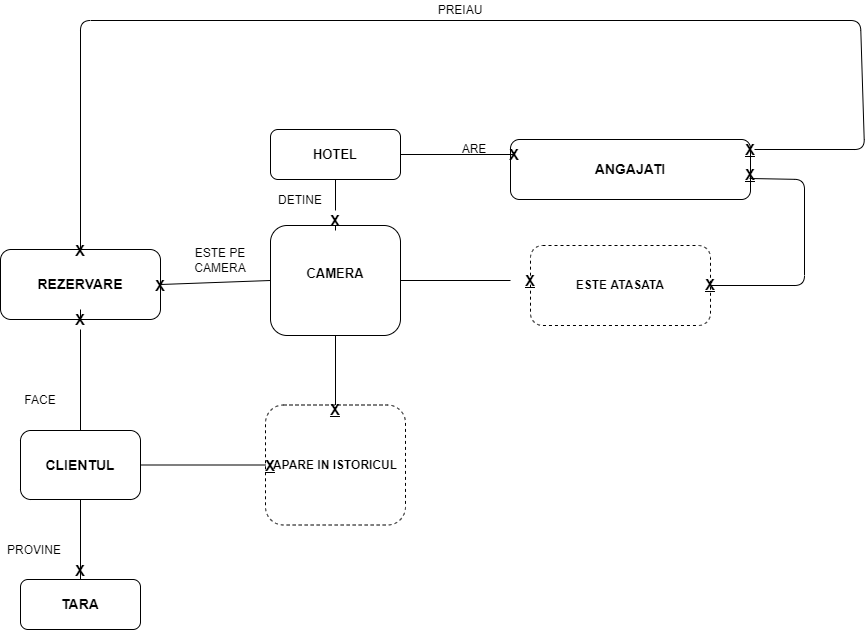 PREIAU
HOTEL
ARE
X
ANGAJATI
X
X
DETINE
X
X
ESTE PE
CAMERA
CAMERA
REZERVARE
X
X
ESTE ATASATA
X
X
FACE
X
CLIENTUL
X
APARE IN ISTORICUL
PROVINE
X
TARA